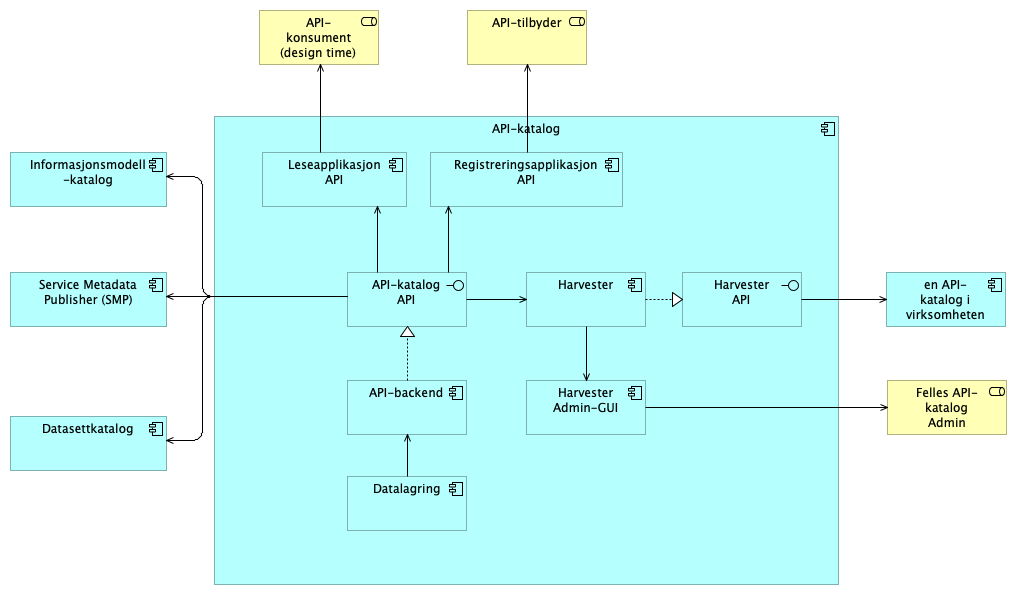 API-
konsument
(design time)
API-tilbyder
API-katalog
Informasjonsmodell
-katalog
Leseapplikasjon
API
Registreringsapplikasjon
API
Service Metadata
Publisher (SMP)
API-katalog
API
Harvester
Harvester
API
en API-
katalog i
virksomheten
API-backend
Harvester
Admin-GUI
Felles API-
katalog
Admin
Datasettkatalog
Datalagring